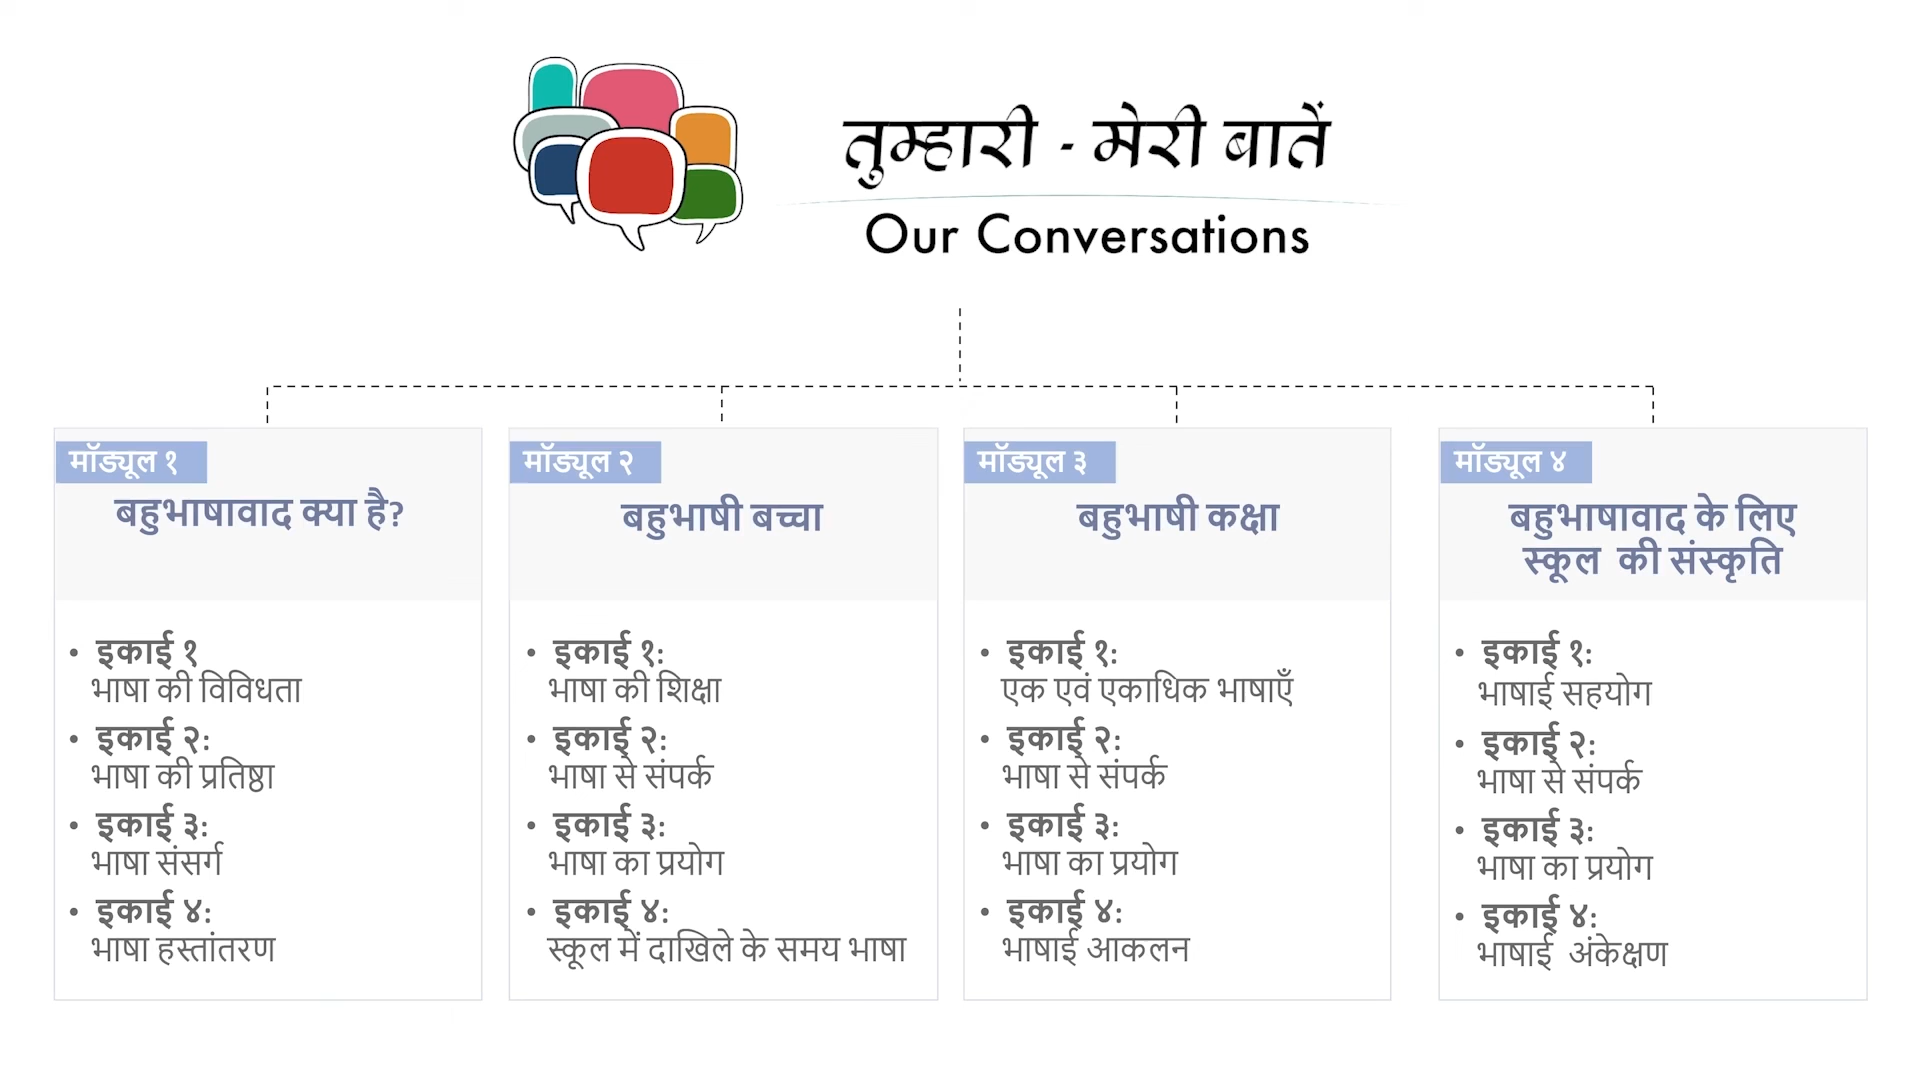 तुम्हारी - मेरी बातें
Our Conversations
मॉड्यूल १
बहुभाषावाद क्या है?
• इकाई १
भाषा की विविधता
• इकाई २:
भाषा की प्रतिष्ठा
• इकाई ३:
भाषा संसर्ग
• इकाई ४:
भाषा हस्तांतरण
मॉड्यूल २
बहुभाषी बच्चा
• इकाई १:
भाषा की शिक्षा
• इकाई २:
भाषा से संपर्क
• इकाई ३:
भाषा का प्रयोग
• इकाई ४:
स्कूल में दाखिले के समय भाषा
मॉड्यूल ३
बहुभाषी कक्षा
• इकाई १:
एक एवं एकाधिक भाषाएँ
• इकाई २:
भाषा से संपर्क
• इकाई ३:
भाषा का प्रयोग
• इकाई ४:
भाषाई आकलन
मॉड्यूल ४
बहुभाषावाद के लिए
स्कूल की संस्कृति
• इकाई १:
भाषाई सहयोग
• इकाई २:
भाषा से संपर्क
• इकाई ३:
भाषा का प्रयोग
• इकाई ४:
भाषाई अंकेक्षण